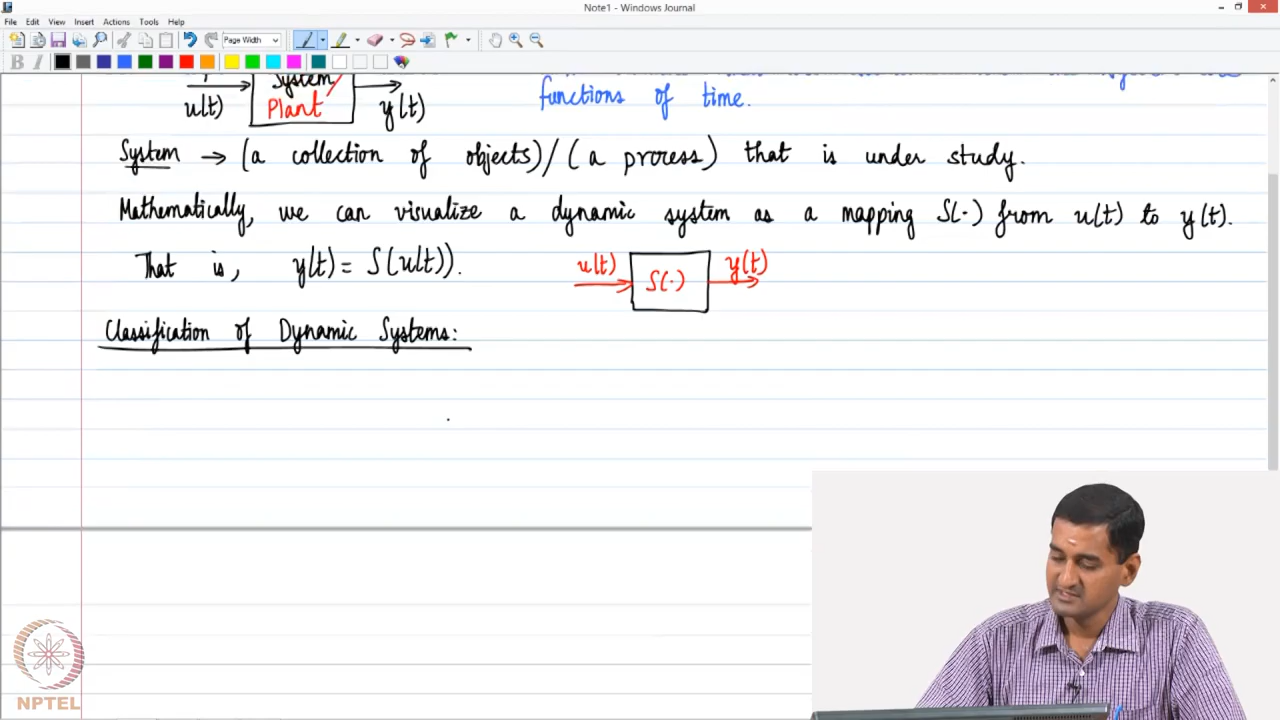 Note1 - Windows Journal
File Edit View Insert Actions Tools Help
Page Width
B I
System/
u(t) Plant y(t)
functions of time.
System → (a collection of objects)/(a process) that is under study.
Mathematically, we can visualize a dynamic system as a mapping S(·) from u(t) to y(t).
That is, y(t) = S(u(t)).
u(t) S(·) y(t)
Classification of Dynamic Systems:
NPTEL